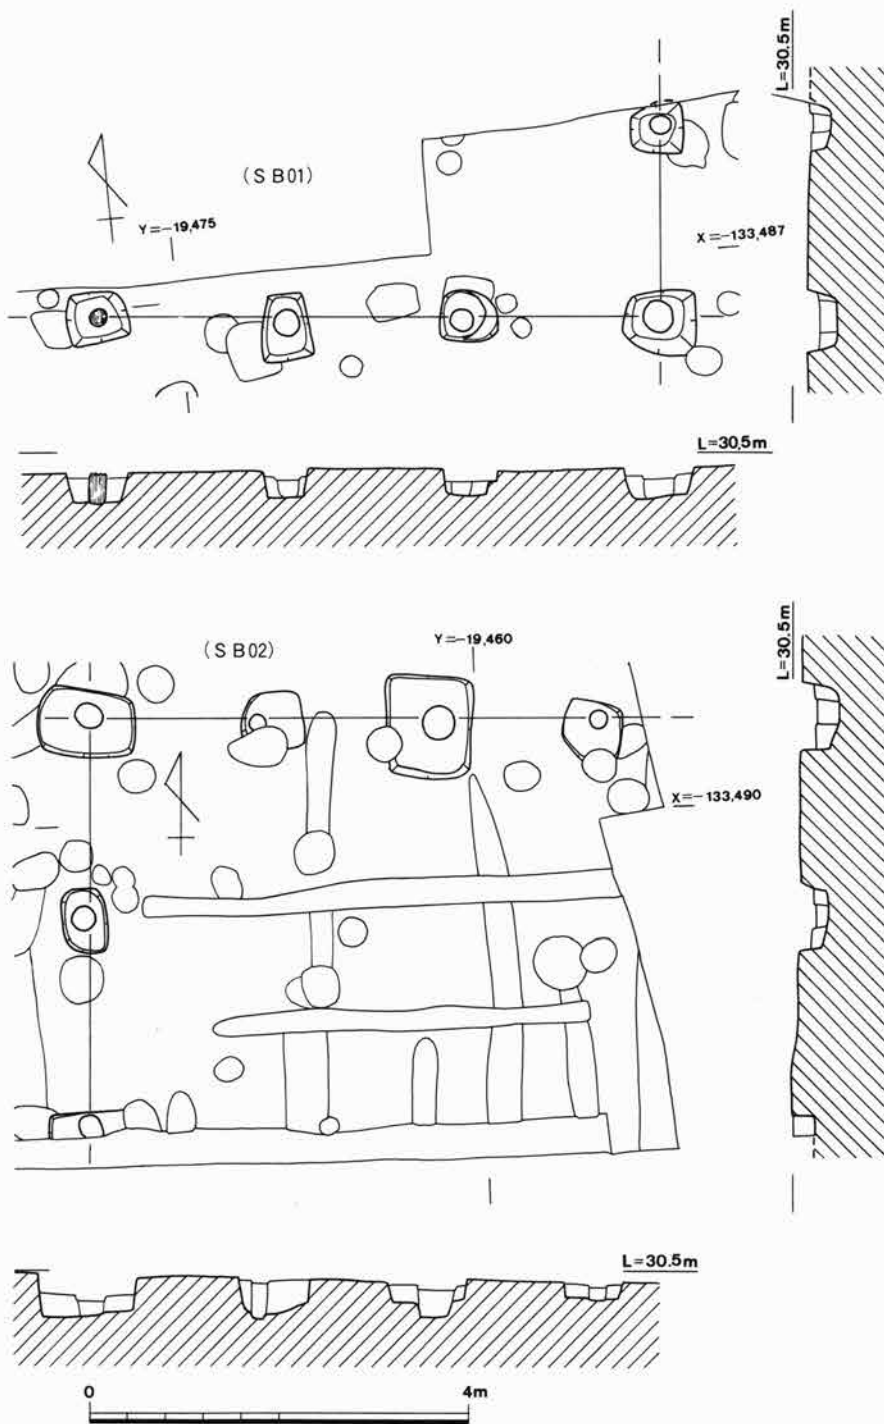 L=30.5m
(SB01)
Y=-19,475
X=-133,487
L=30.5m
(SB02)
Y=-19,460
L=30.5m
X=-133,490
L=30.5m
0 4m